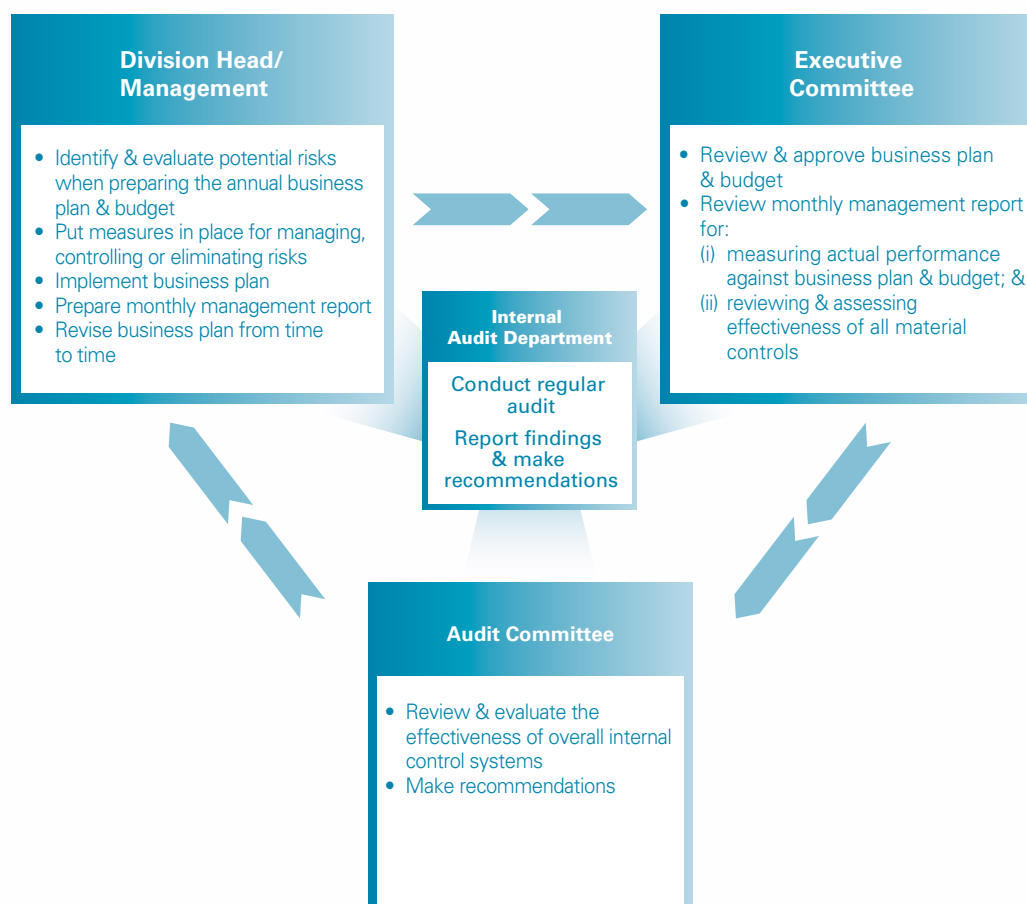 Division Head/
Management
• Identify & evaluate potential risks
when preparing the annual business
plan & budget
• Put measures in place for managing,
controlling or eliminating risks
• Implement business plan
• Prepare monthly management report
• Revise business plan from time
to time
Executive
Committee
• Review & approve business plan
& budget
• Review monthly management report
for:
(i) measuring actual performance
against business plan & budget; &
(ii) reviewing & assessing
effectiveness of all material
controls
Internal
Audit Department
Conduct regular
audit
Report findings
& make
recommendations
Audit Committee
• Review & evaluate the
effectiveness of overall internal
control systems
• Make recommendations